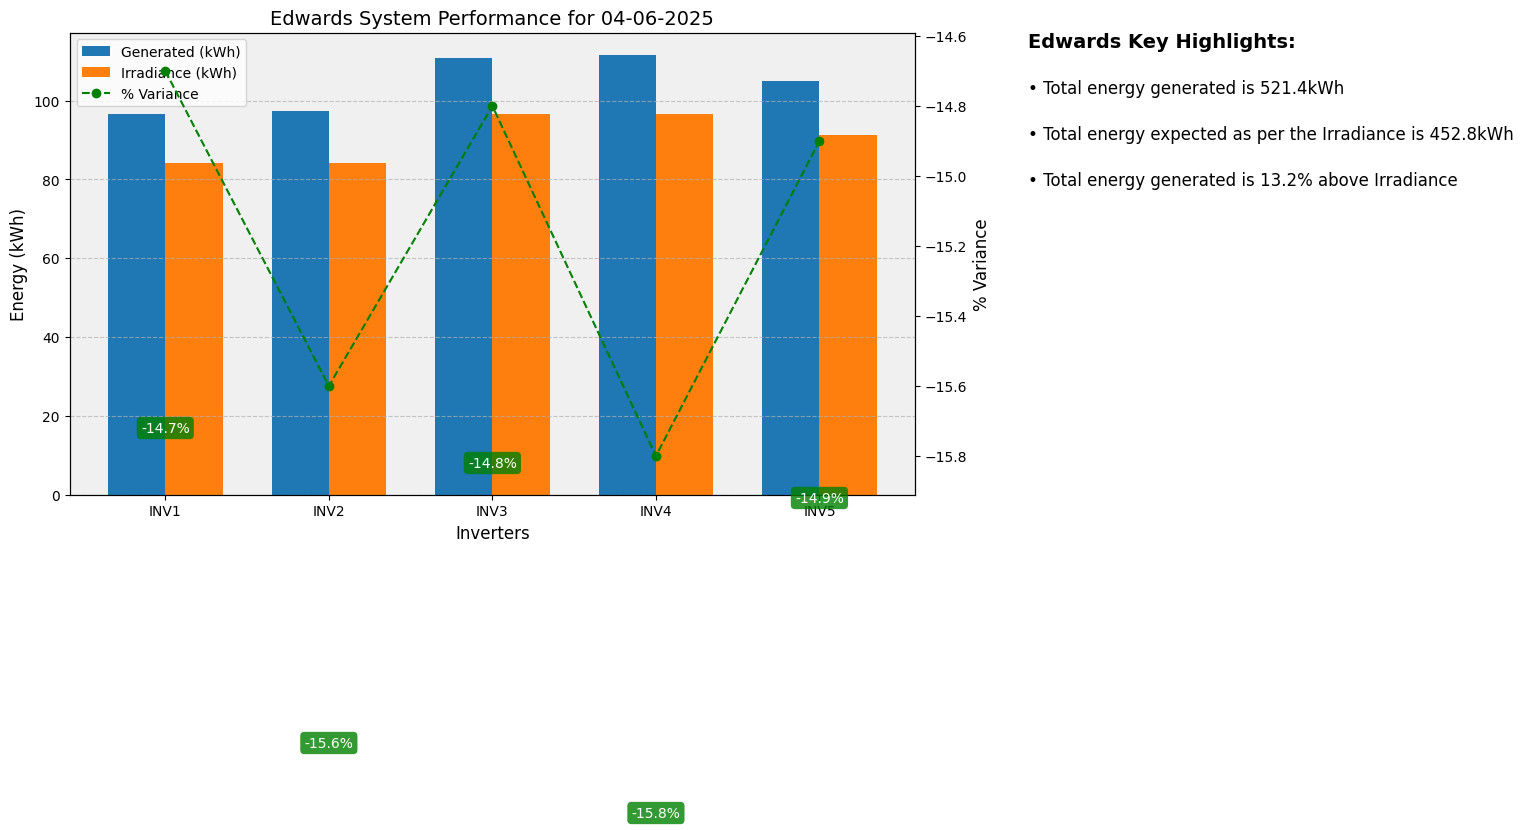 Edwards System Performance for 04-06-2025
Generated (kWh)
Irradiance (kWh)
% Variance
Energy (kWh)
100
80
60
40
20
0
−14.6
−14.8
−15.0
−15.2
−15.4
−15.6
−15.8
% Variance
-14.7%
-14.8%
-14.9%
INV1
INV2
INV3
INV4
INV5
Inverters
-15.6%
-15.8%
Edwards Key Highlights:
• Total energy generated is 521.4kWh
• Total energy expected as per the Irradiance is 452.8kWh
• Total energy generated is 13.2% above Irradiance